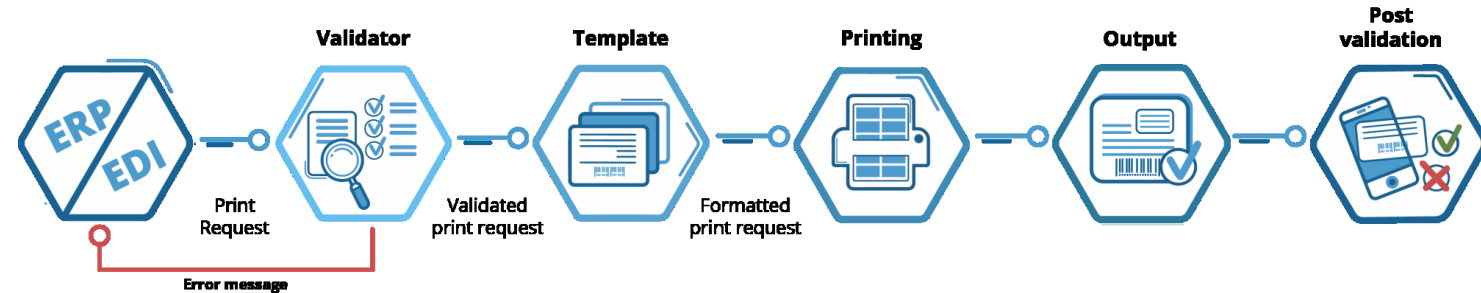 Validator
Template
Printing
Output
Post
validation
ERP
EDI
Print
Request
Validated
print request
Formatted
print request
Error message